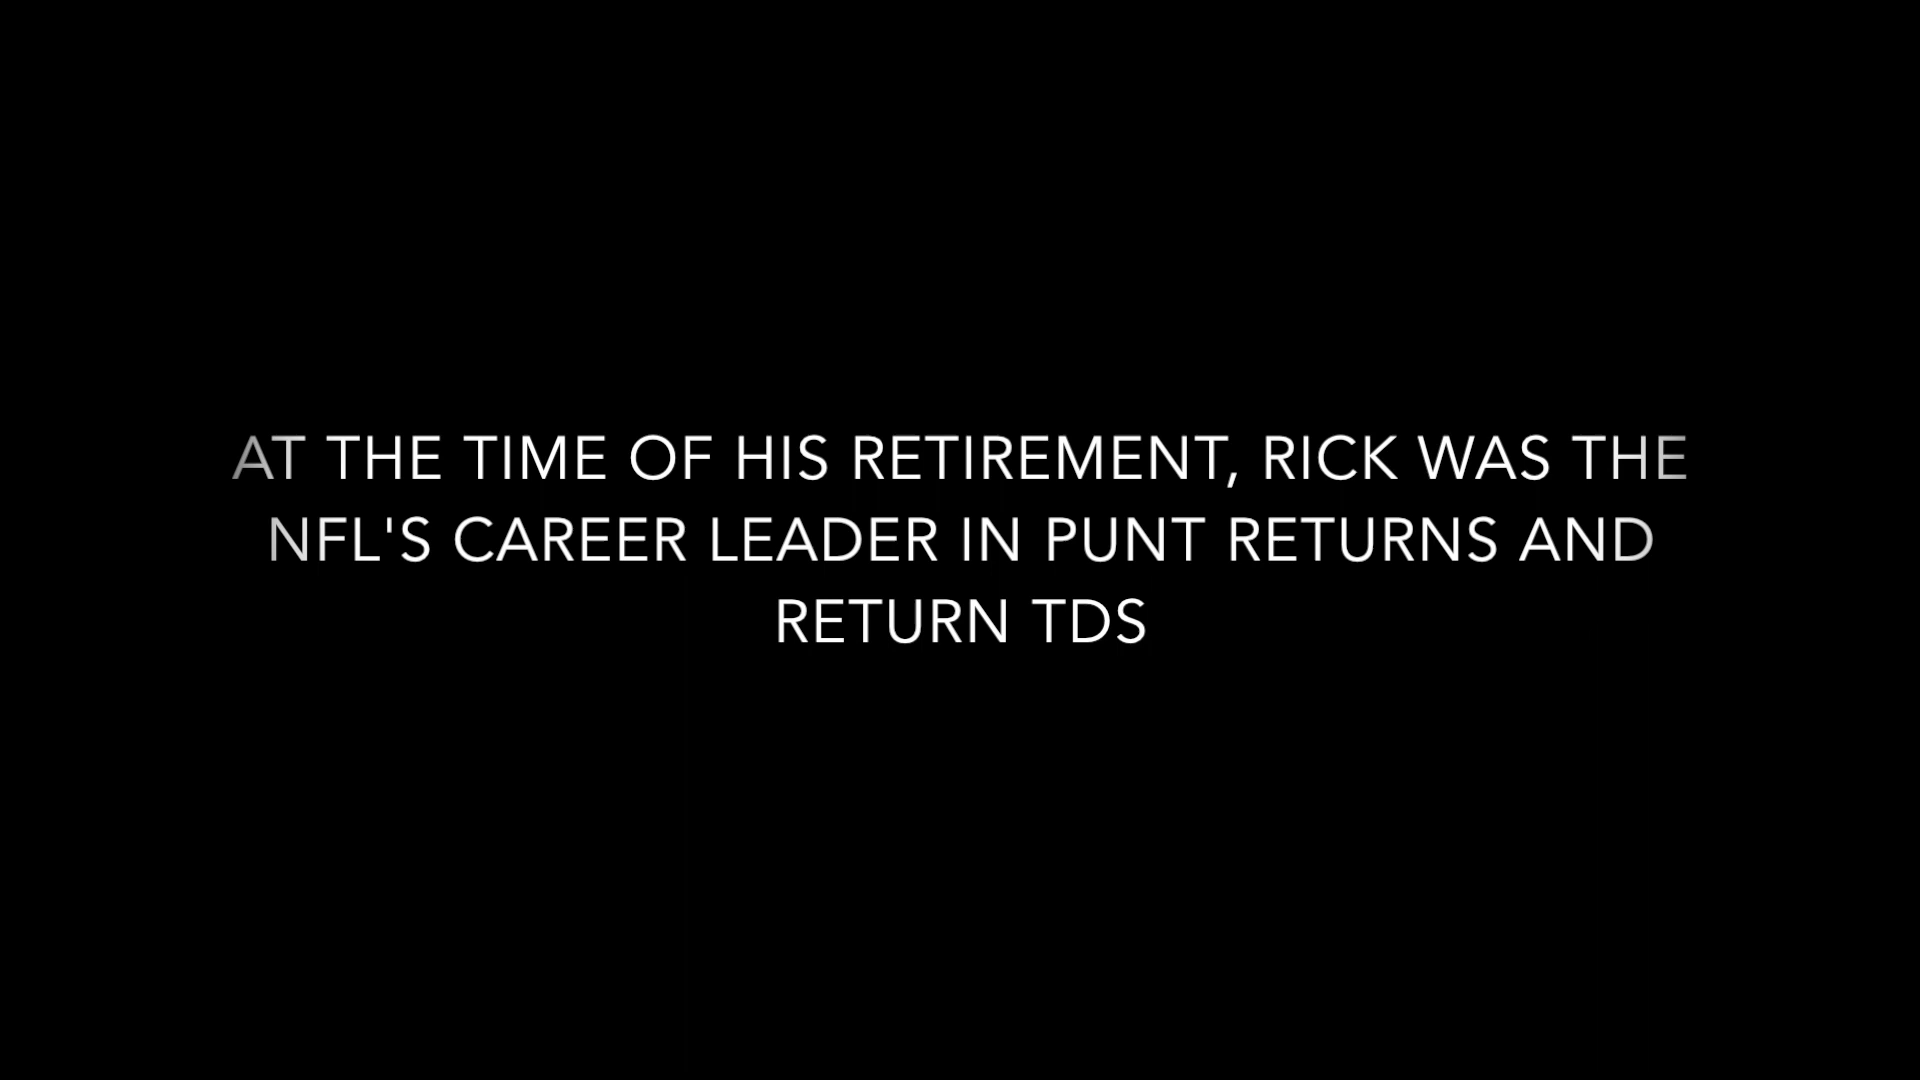 AT THE TIME OF HIS RETIREMENT, RICK WAS THE
NFL'S CAREER LEADER IN PUNT RETURNS AND
RETURN TDS